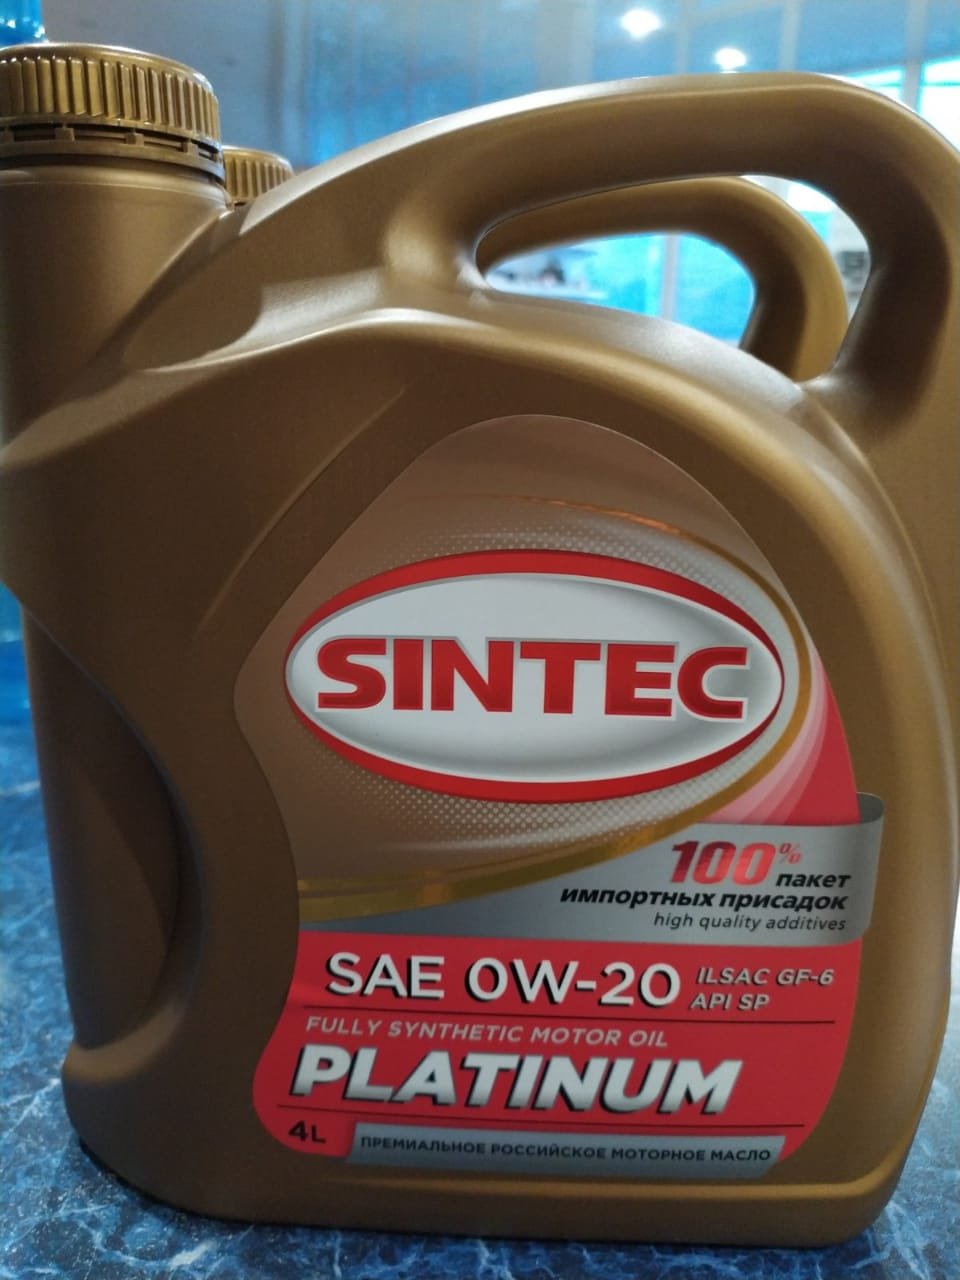 SINTEC
100%
пакет
импортных присадок
high quality additives
SAE 0W-20
ILSAC GF-6
API SP
FULLY SYNTHETIC MOTOR OIL
PLATINUM
4L
ПРЕМИАЛЬНОЕ РОССИЙСКОЕ МОТОРНОЕ МАСЛО